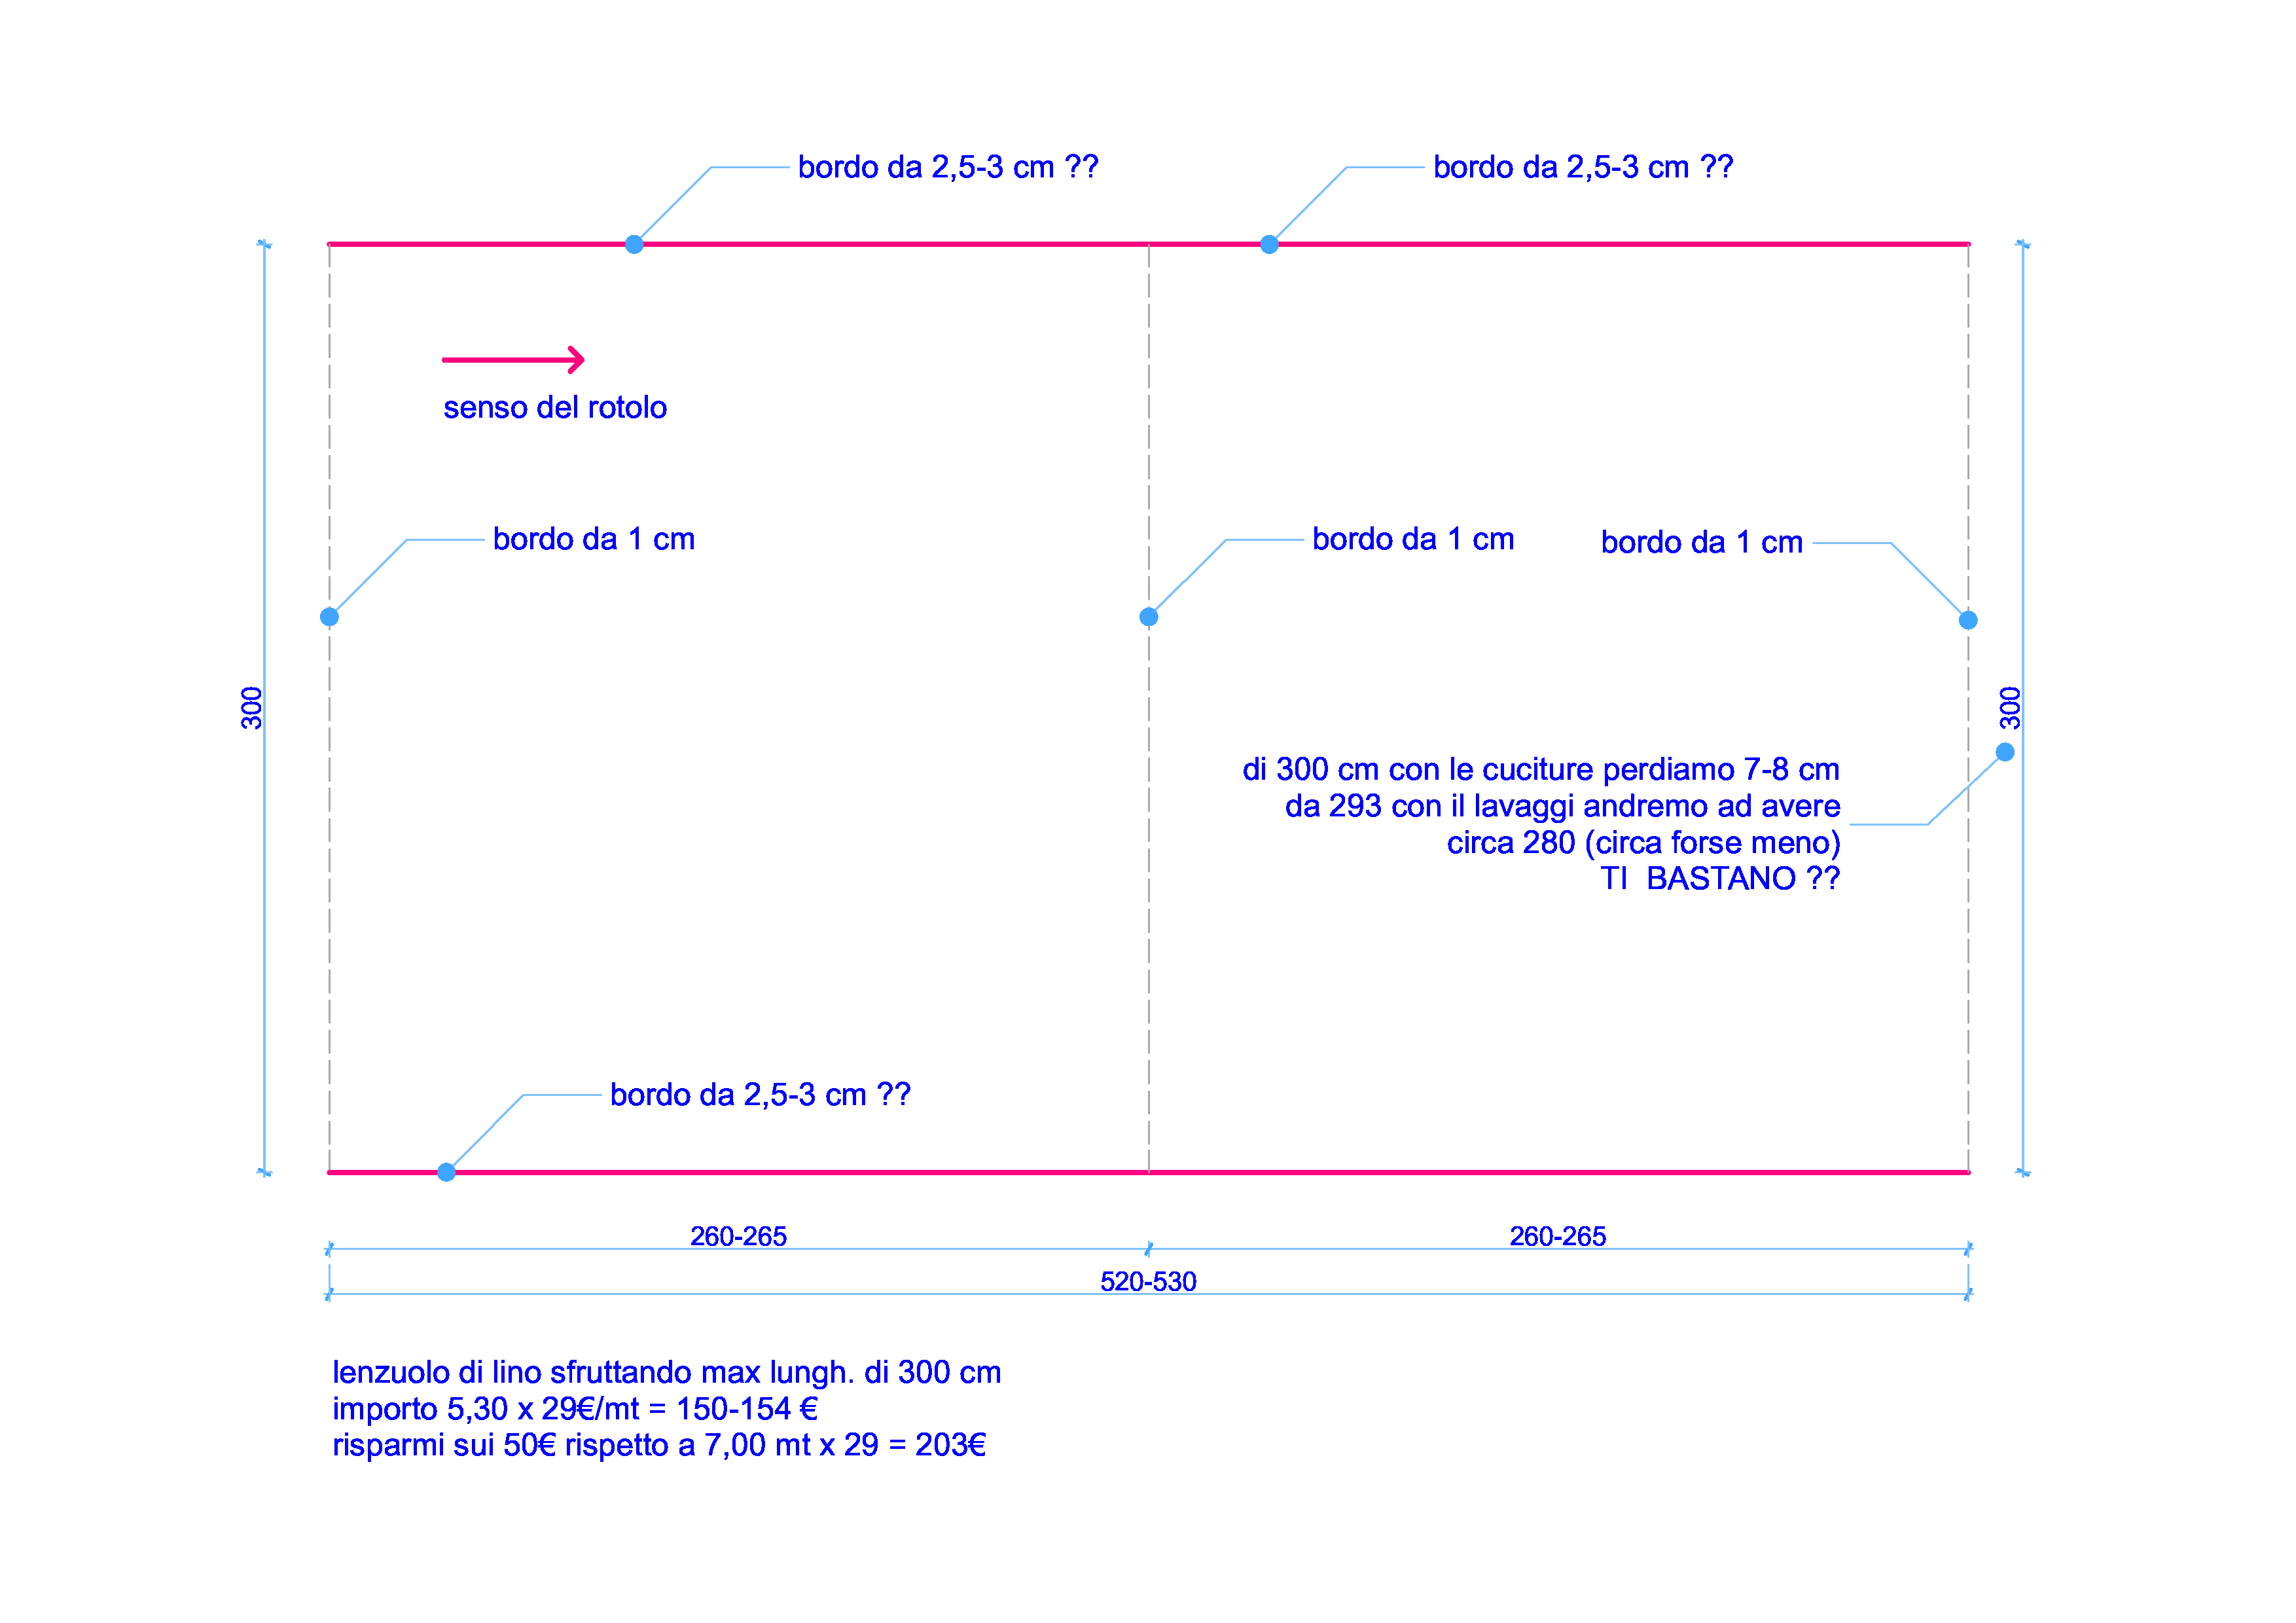 bordo da 2,5-3 cm ??
bordo da 2,5-3 cm ??
senso del rotolo
bordo da 1 cm
bordo da 1 cm
bordo da 1 cm
300
300
di 300 cm con le cuciture perdiamo 7-8 cm
da 293 con il lavaggi andremo ad avere
circa 280 (circa forse meno)
TI  BASTANO ??
bordo da 2,5-3 cm ??
260-265
260-265
520-530
lenzuolo di lino sfruttando max lungh. di 300 cm
importo 5,30 x 29€/mt = 150-154 €
risparmi sui 50€ rispetto a 7,00 mt x 29 = 203€